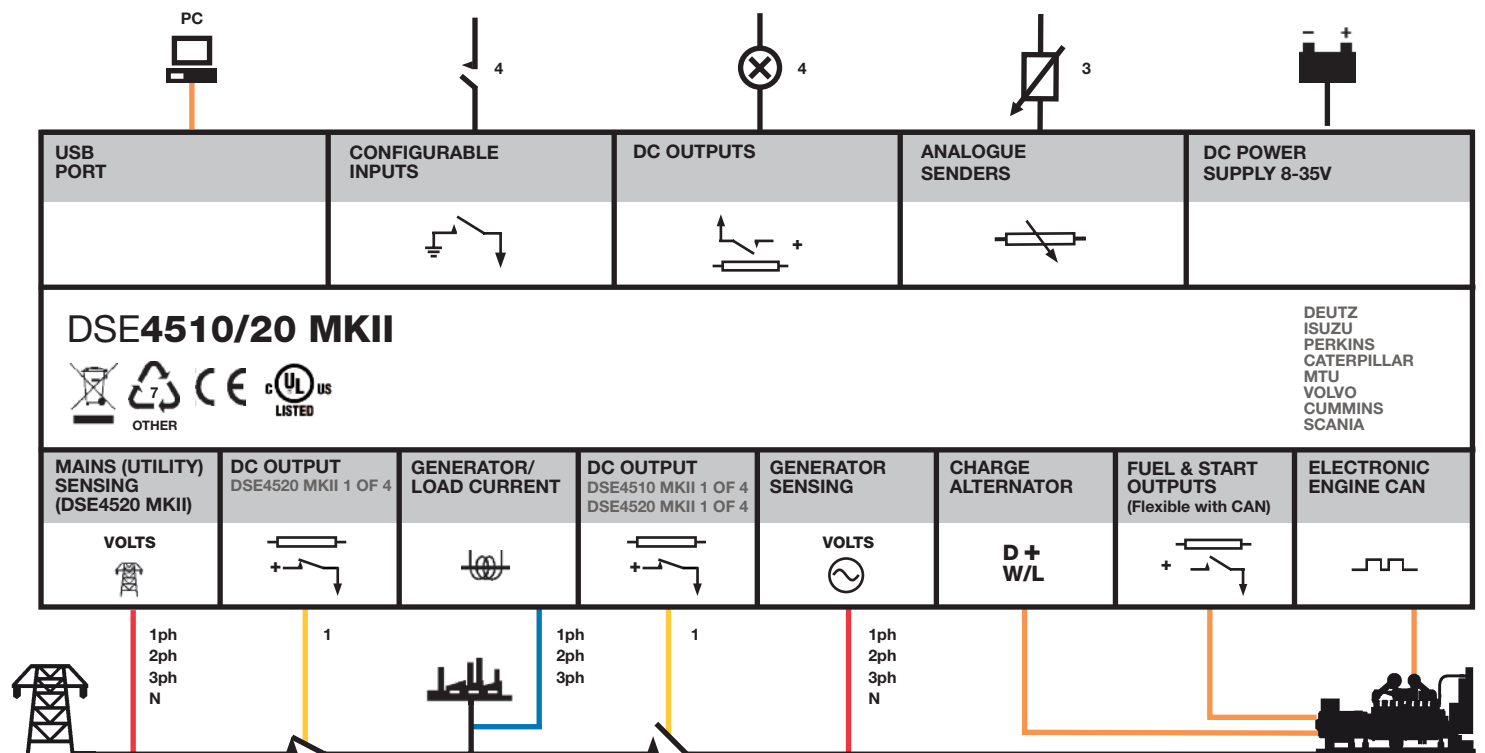 PC
4
4
3
- +
USB
PORT
CONFIGURABLE
INPUTS
DC OUTPUTS
ANALOGUE
SENDERS
DC POWER
SUPPLY 8-35V
+
DSE4510/20 MKII
7
OTHER
CE
C UL US
LISTED
DEUTZ
ISUZU
PERKINS
CATERPILLAR
MTU
VOLVO
CUMMINS
SCANIA
MAINS (UTILITY)
SENSING
(DSE4520 MKII)
VOLTS
DC OUTPUT
DSE4520 MKII 1 OF 4
+
GENERATOR/
LOAD CURRENT
DC OUTPUT
DSE4510 MKII 1 OF 4
DSE4520 MKII 1 OF 4
+
GENERATOR
SENSING
VOLTS
CHARGE
ALTERNATOR
D +
W/L
FUEL & START
OUTPUTS
(Flexible with CAN)
+
ELECTRONIC
ENGINE CAN
1ph
2ph
3ph
N
1
1ph
2ph
3ph
1
1ph
2ph
3ph
N